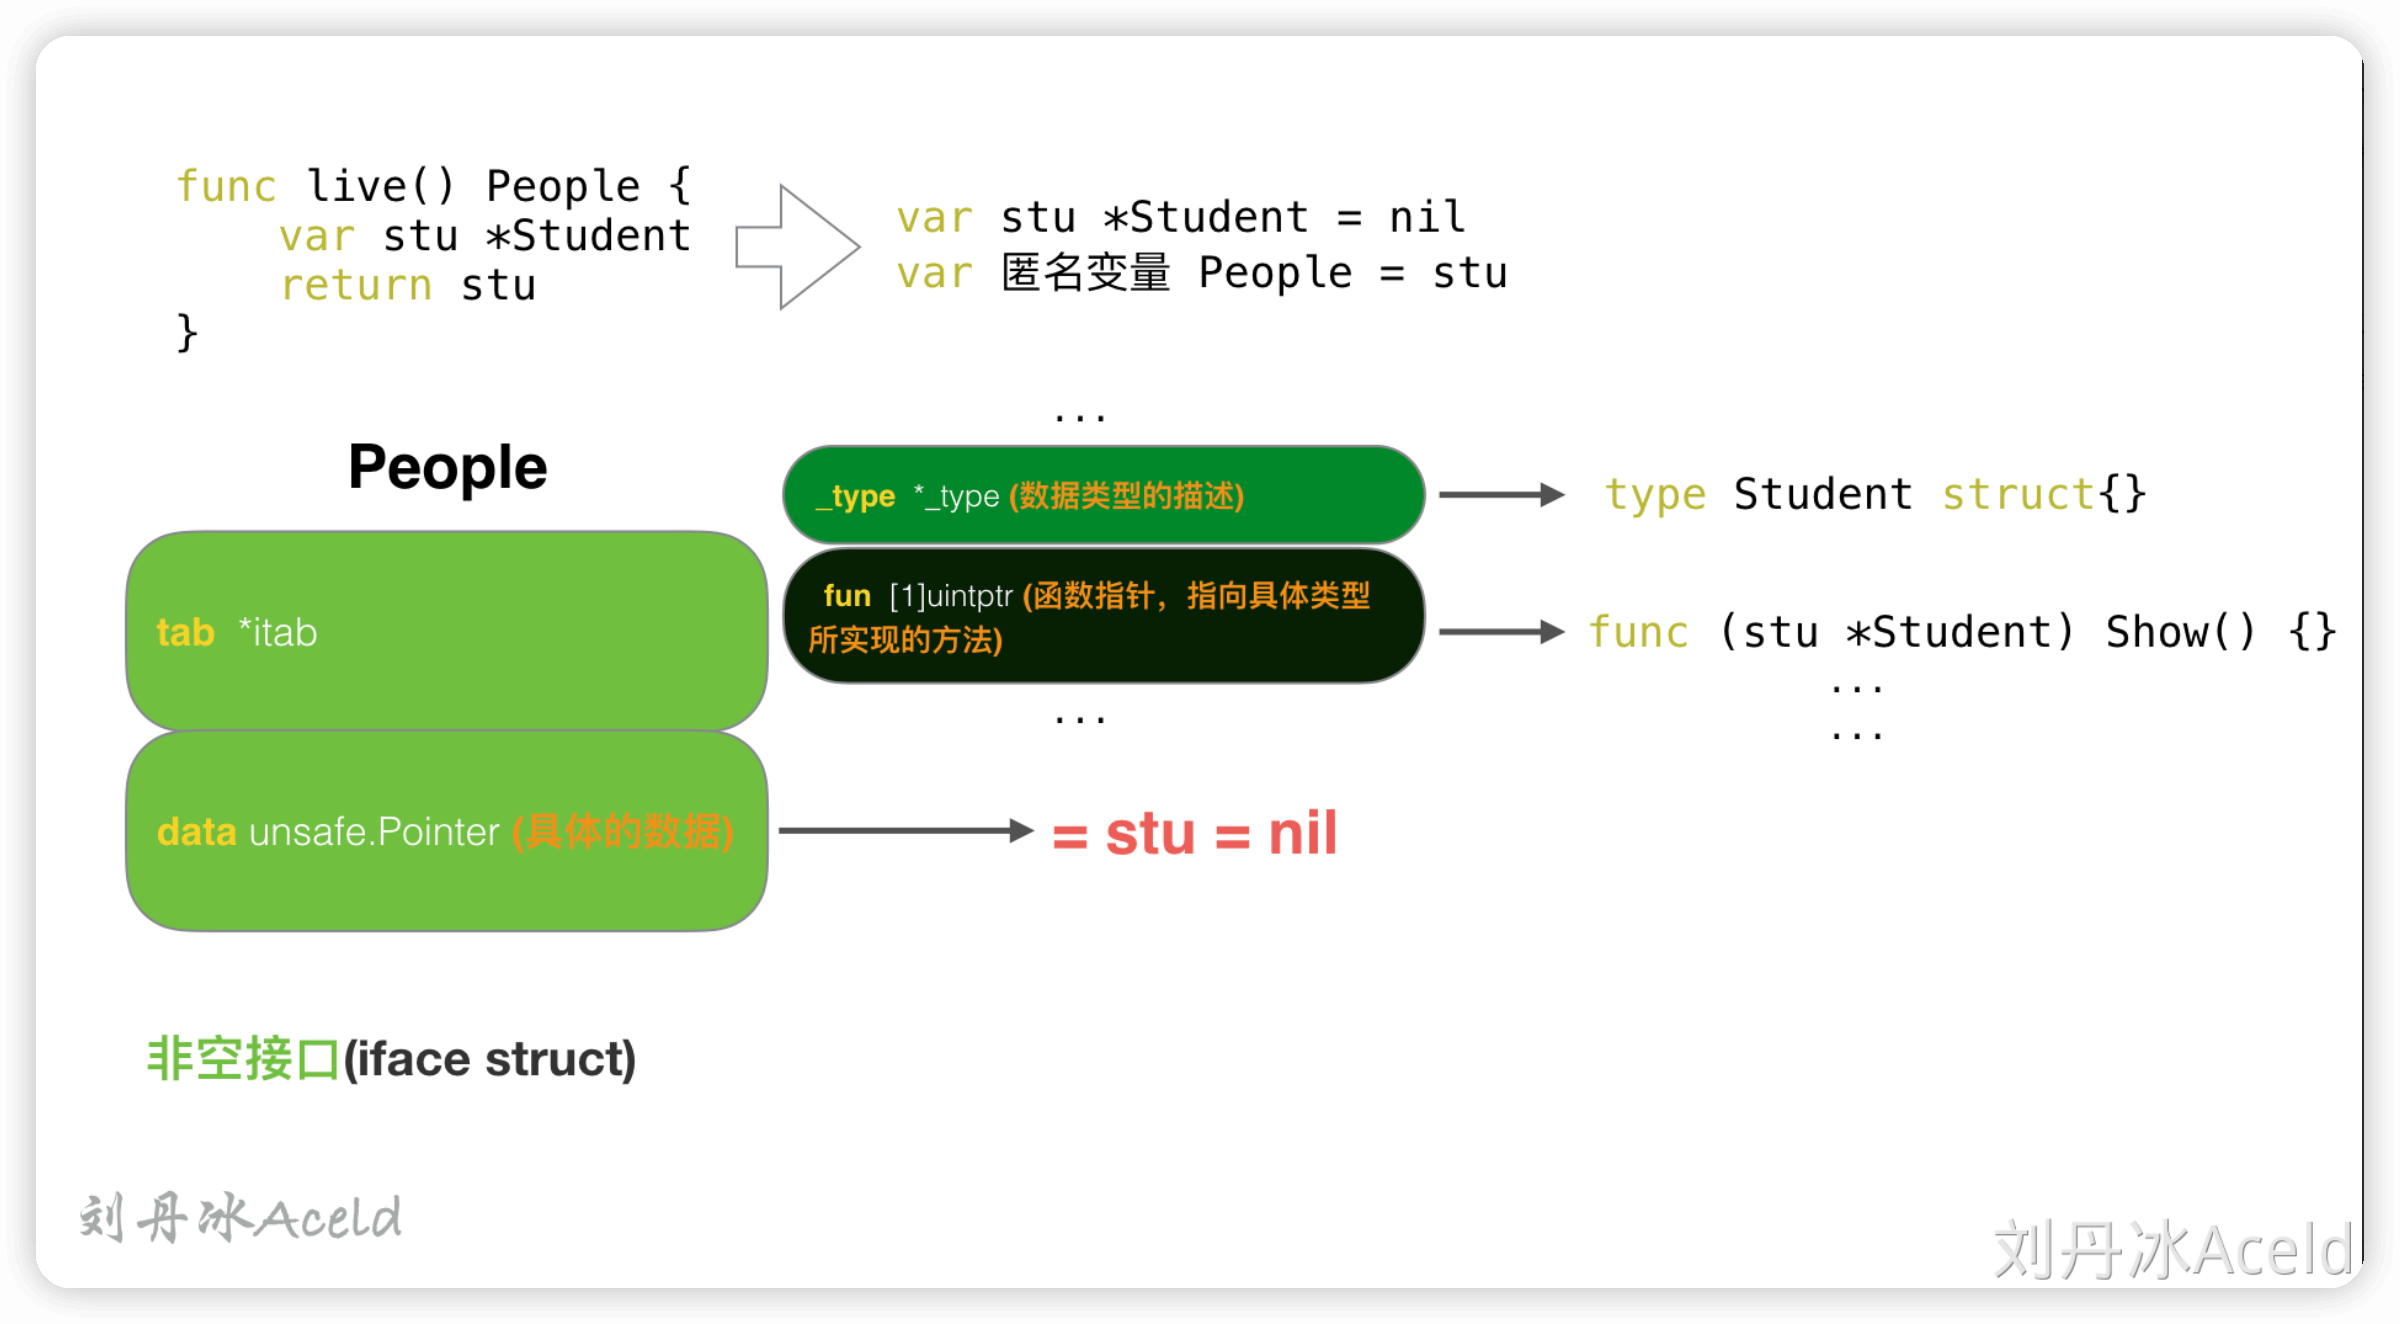 func live() People {
    var stu *Student
    return stu
}
var stu *Student = nil
var 匿名变量 People = stu
...
People
_type *_type (数据类型的描述)
type Student struct{}
fun [1]uintptr (函数指针，指向具体类型
所实现的方法)
func (stu *Student) Show() {}
...
...
tab *itab
...
data unsafe.Pointer (具体的数据)
= stu = nil
非空接口(iface struct)
刘丹冰Aceld
刘丹冰Aceld